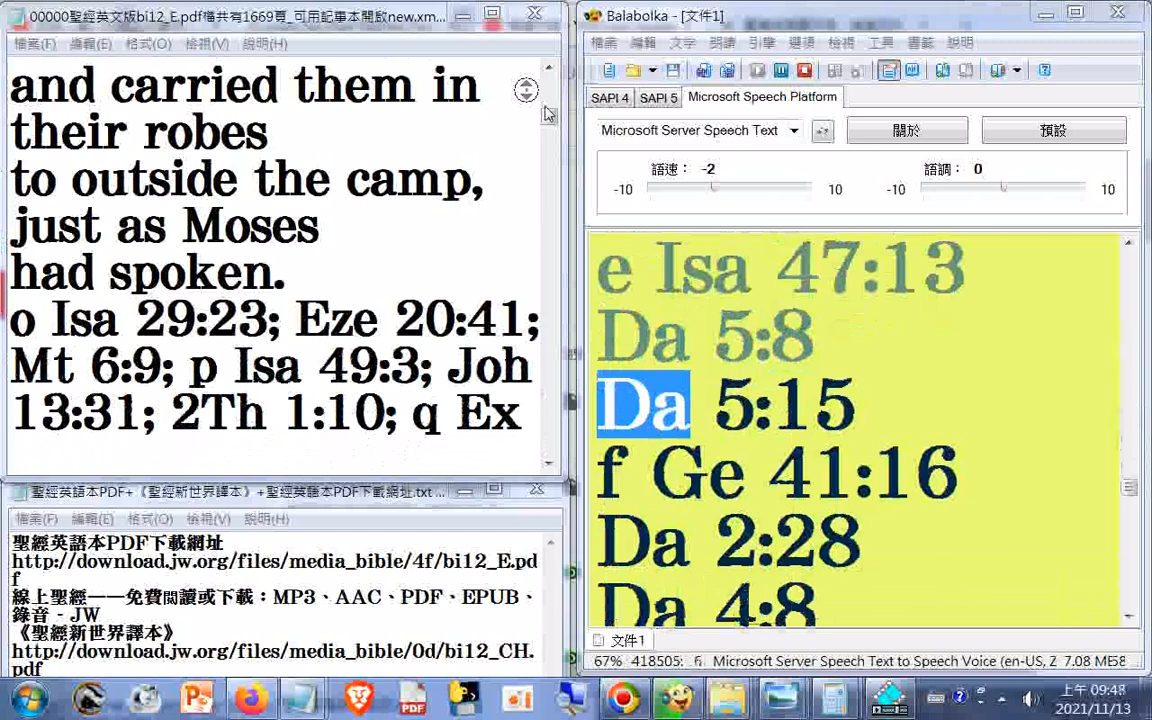 00000聖經英文版bi12_E.pdf檔共有1669頁_可用記事本開啟new.xm...
檔案(F) 編輯(E) 格式(O) 檢視(V) 說明(H)
and carried them in
their robes
to outside the camp,
just as Moses
had spoken.
o Isa 29:23; Eze 20:41;
Mt 6:9; p Isa 49:3; Joh
13:31; 2Th 1:10; q Ex
聖經英語本PDF+《聖經新世界譯本》+聖經英語本PDF下載網址.txt ...
檔案(F) 編輯(E) 格式(O) 檢視(V) 說明(H)
聖經英語本PDF下載網址
http://download.jw.org/files/media_bible/4f/bi12_E.pd
f
線上聖經——免費閱讀或下載：MP3、AAC、PDF、EPUB、
錄音 - JW
《聖經新世界譯本》
http://download.jw.org/files/media_bible/0d/bi12_CH.
pdf
Balabolka - [文件1]
檔案 編輯 文字 朗讀 引擎 選項 檢視 工具 書籤 說明
SAPI 4 SAPI 5 Microsoft Speech Platform
Microsoft Server Speech Text 關於 預設
語速： -2 語調： 0
-10 10 -10 10
e Isa 47:13
Da 5:8
Da 5:15
f Ge 41:16
Da 2:28
Da 4:8
文件1
67% 418505: 6 Microsoft Server Speech Text to Speech Voice (en-US, Z 7.08 ME58
PDF
上午 09:48
2021/11/13